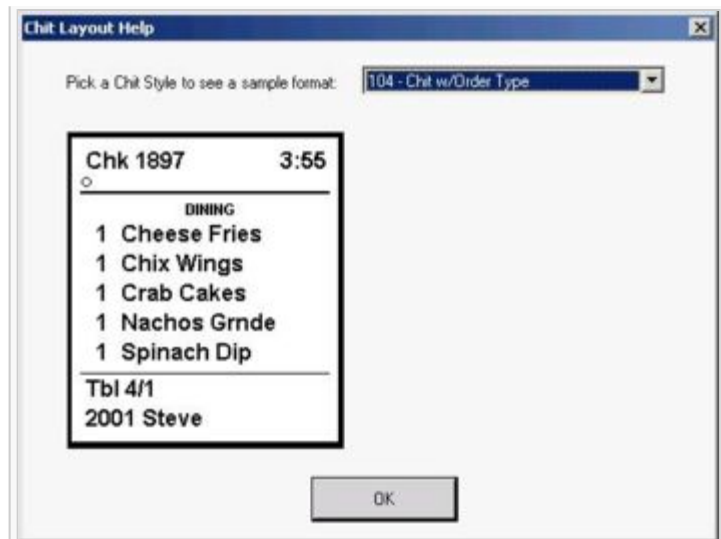 Chit Layout Help
Pick a Chit Style to see a sample format: 104 - Chit w/Order Type
Chk 1897 3:55
DINING
1 Cheese Fries
1 Chix Wings
1 Crab Cakes
1 Nachos Grnde
1 Spinach Dip
Tbl 4/1
2001 Steve
OK